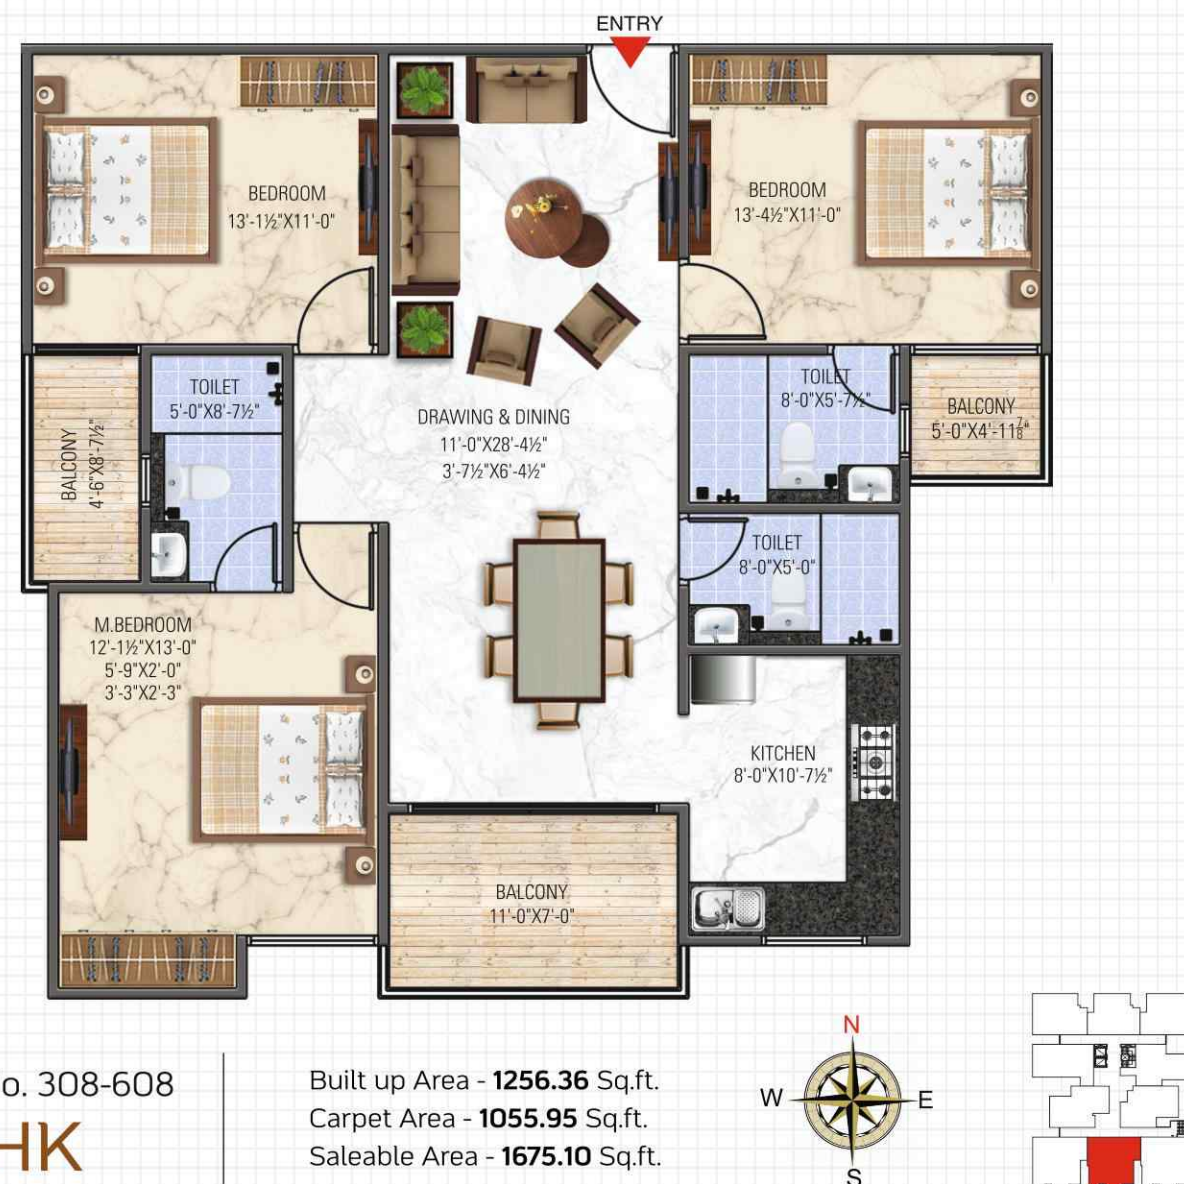 ENTRY
BEDROOM
13'-1½"X11'-0"
BEDROOM
13'-4½"X11'-0"
TOILET
5'-0"X8'-7½"
BALCONY
4'-6"X8'-7½"
DRAWING & DINING
11'-0"X28'-4½"
3'-7½"X6'-4½"
TOILET
8'-0"X5'-7½"
BALCONY
5'-0"X4'-11⅞"
TOILET
8'-0"X5'-0"
M.BEDROOM
12'-1½"X13'-0"
5'-9"X2'-0"
3'-3"X2'-3"
KITCHEN
8'-0"X10'-7½"
BALCONY
11'-0"X7'-0"
o. 308-608
HK
Built up Area - 1256.36 Sq.ft.
Carpet Area - 1055.95 Sq.ft.
Saleable Area - 1675.10 Sq.ft.
N
W E
S